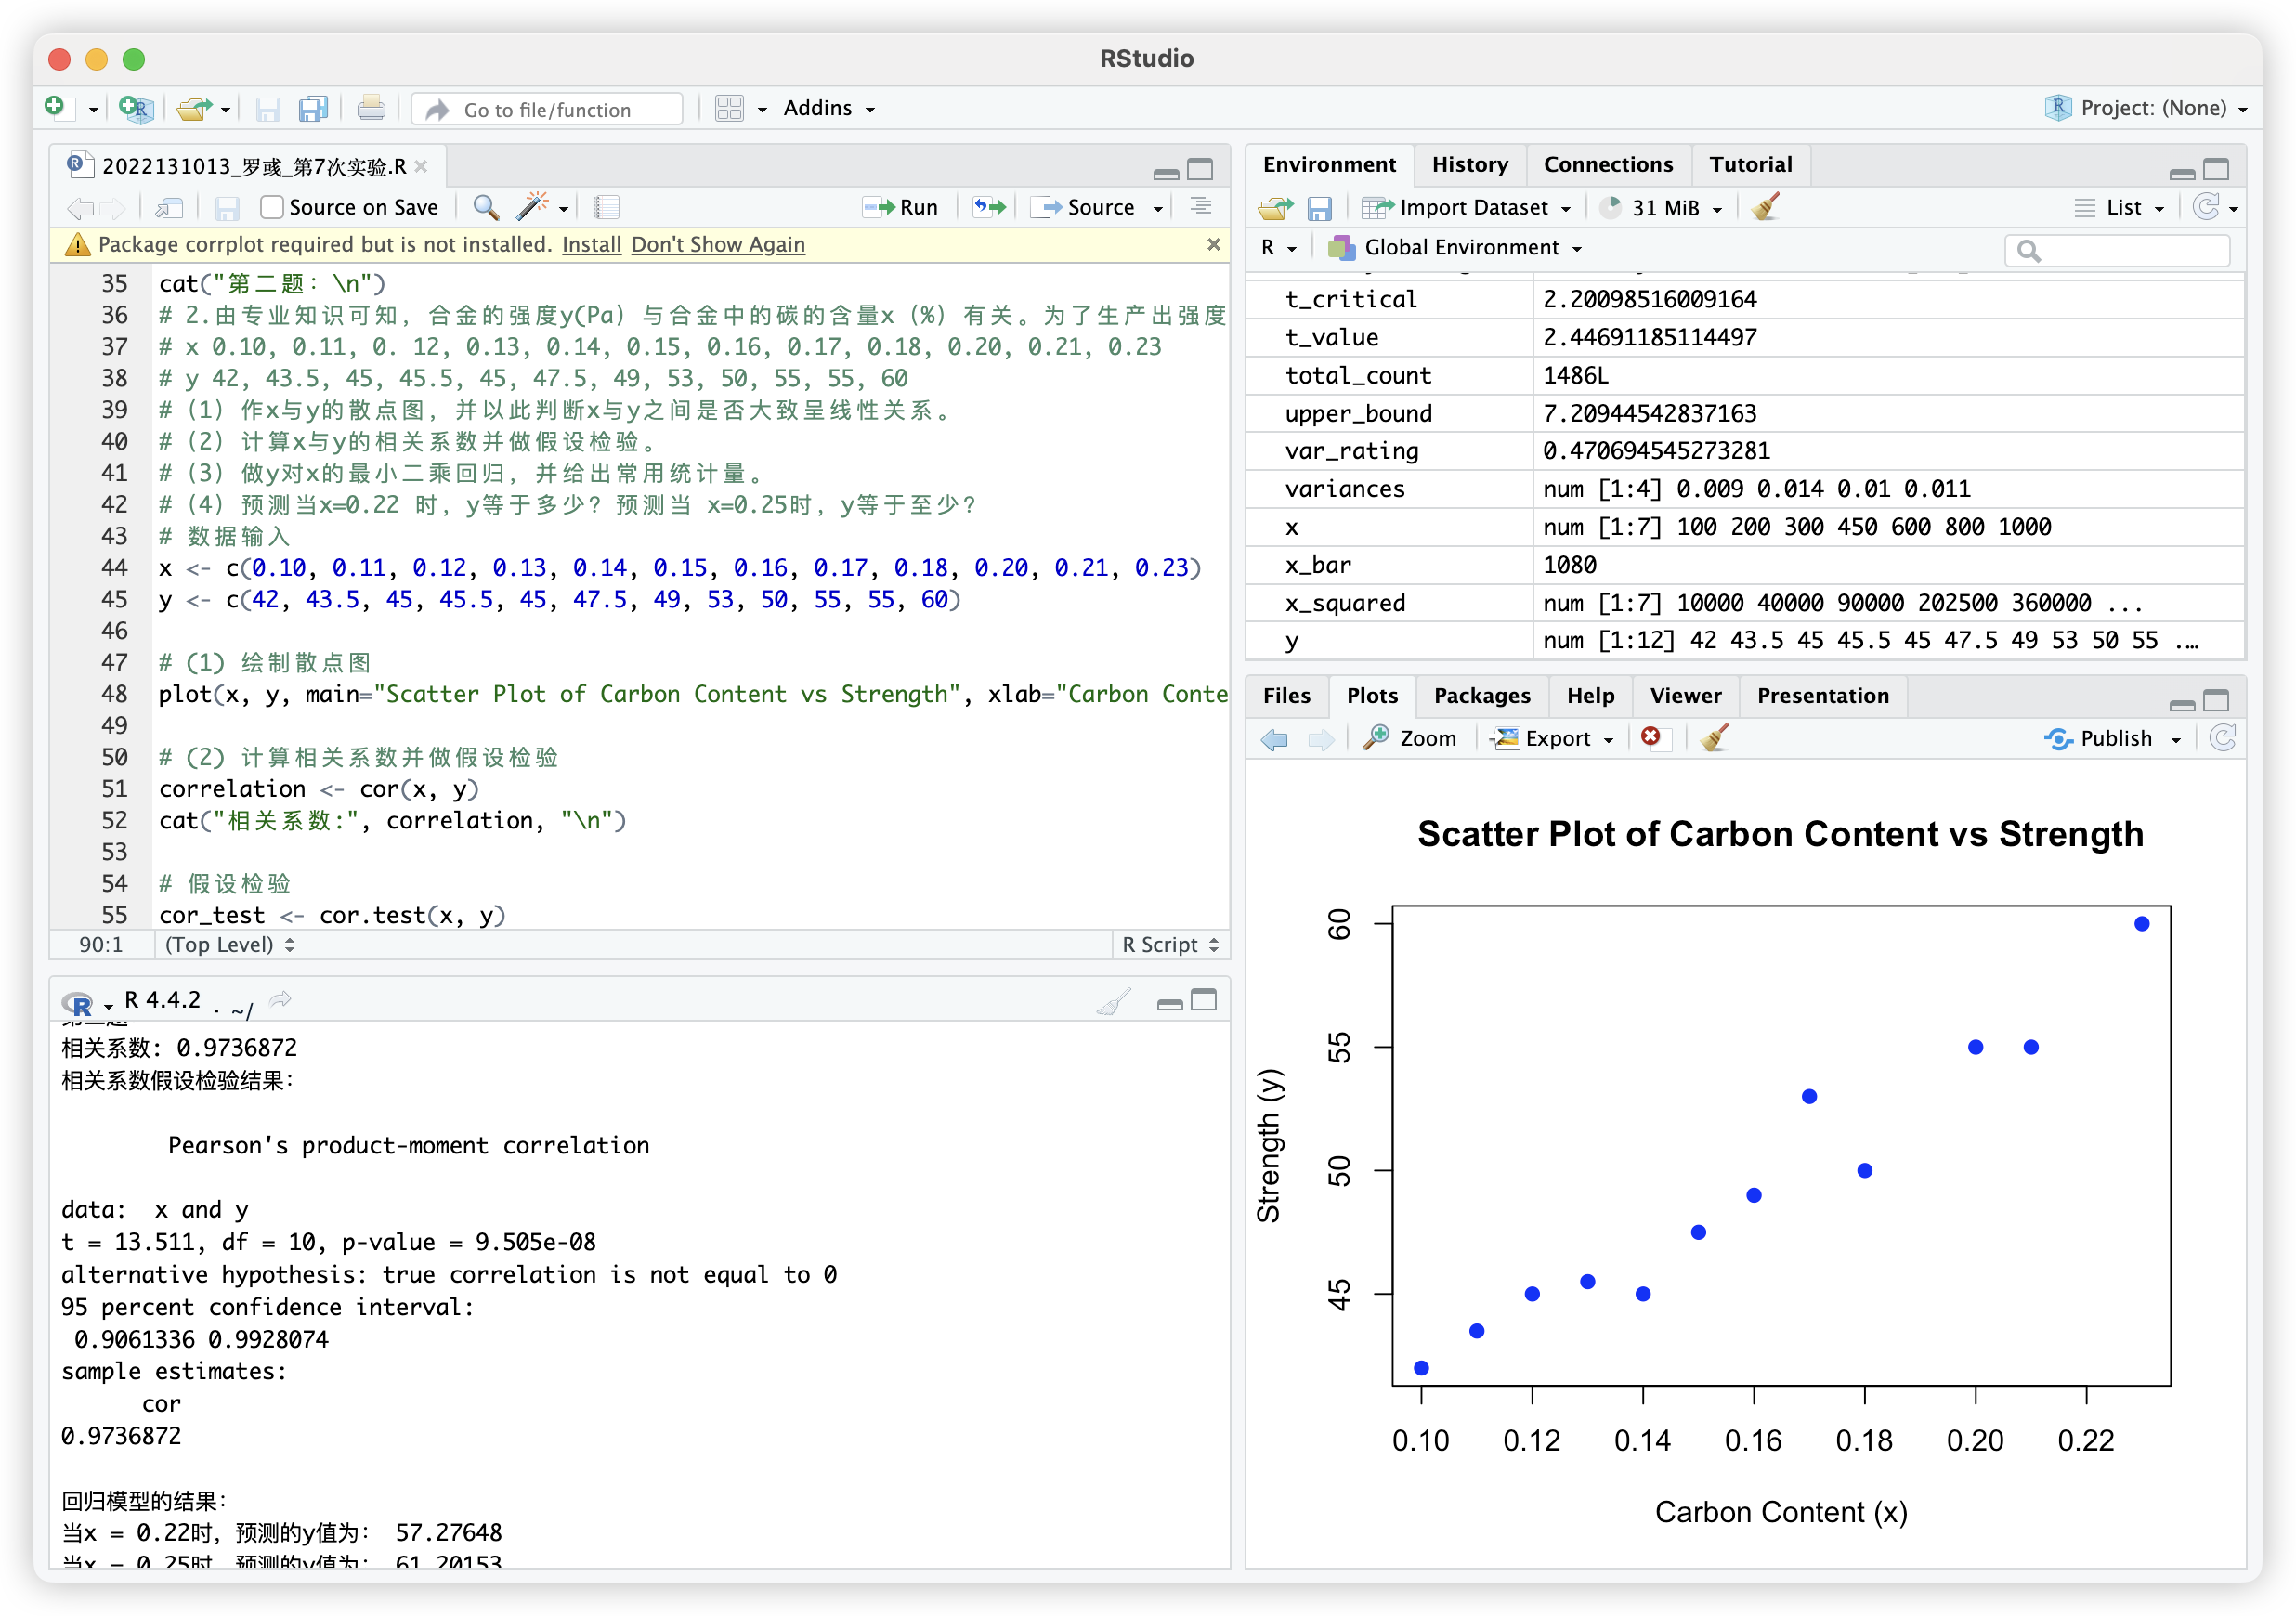 RStudio
Go to file/function
Addins
Project: (None)
2022131013_罗彧_第7次实验.R
Source on Save
Run
Source
Package corrplot required but is not installed. Install Don't Show Again
35 cat("第二题：\n")
36 # 2.由专业知识可知，合金的强度y(Pa）与合金中的碳的含量x（%）有关。为了生产出强度
37 # x 0.10, 0.11, 0. 12, 0.13, 0.14, 0.15, 0.16, 0.17, 0.18, 0.20, 0.21, 0.23
38 # y 42, 43.5, 45, 45.5, 45, 47.5, 49, 53, 50, 55, 55, 60
39 #（1）作x与y的散点图，并以此判断x与y之间是否大致呈线性关系。
40 #（2）计算x与y的相关系数并做假设检验。
41 #（3）做y对x的最小二乘回归，并给出常用统计量。
42 #（4）预测当x=0.22 时，y等于多少？预测当 x=0.25时，y等于至少？
43 # 数据输入
44 x <- c(0.10, 0.11, 0.12, 0.13, 0.14, 0.15, 0.16, 0.17, 0.18, 0.20, 0.21, 0.23)
45 y <- c(42, 43.5, 45, 45.5, 45, 47.5, 49, 53, 50, 55, 55, 60)
46
47 # (1) 绘制散点图
48 plot(x, y, main="Scatter Plot of Carbon Content vs Strength", xlab="Carbon Conte
49
50 # (2) 计算相关系数并做假设检验
51 correlation <- cor(x, y)
52 cat("相关系数:", correlation, "\n")
53
54 # 假设检验
55 cor_test <- cor.test(x, y)
90:1 (Top Level) R Script
R 4.4.2 . ~/
相关系数: 0.9736872
相关系数假设检验结果:
Pearson's product-moment correlation
data:  x and y
t = 13.511, df = 10, p-value = 9.505e-08
alternative hypothesis: true correlation is not equal to 0
95 percent confidence interval:
0.9061336 0.9928074
sample estimates:
cor
0.9736872
回归模型的结果:
当x = 0.22时，预测的y值为： 57.27648
当x = 0.25时，预测的y值为： 61.20153
Environment History Connections Tutorial
Import Dataset 31 MiB List
R Global Environment
t_critical 2.20098516009164
t_value 2.44691185114497
total_count 1486L
upper_bound 7.20944542837163
var_rating 0.470694545273281
variances num [1:4] 0.009 0.014 0.01 0.011
x num [1:7] 100 200 300 450 600 800 1000
x_bar 1080
x_squared num [1:7] 10000 40000 90000 202500 360000 ...
y num [1:12] 42 43.5 45 45.5 45 47.5 49 53 50 55 ...
Files Plots Packages Help Viewer Presentation
Zoom Export Publish
Scatter Plot of Carbon Content vs Strength
60
55
50
45
Strength (y)
0.10 0.12 0.14 0.16 0.18 0.20 0.22
Carbon Content (x)